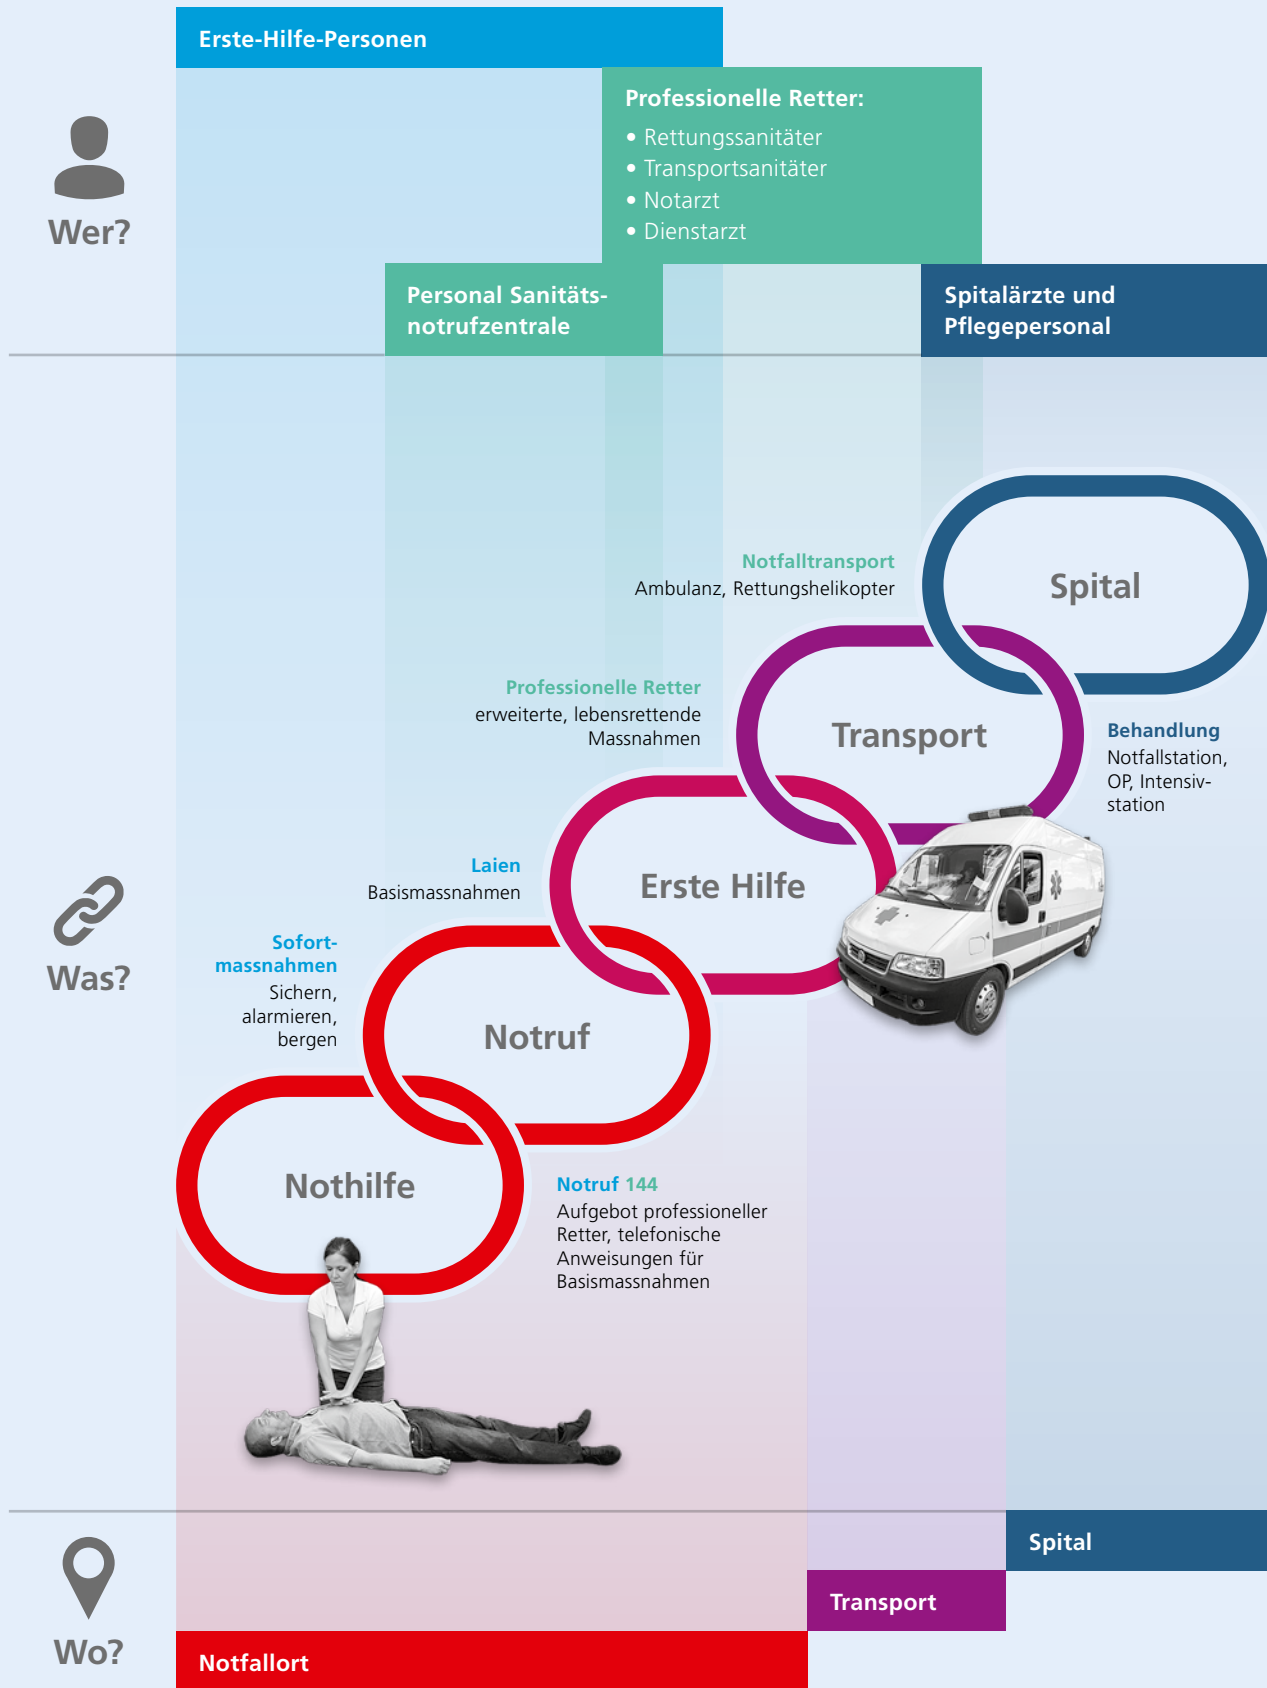 Erste-Hilfe-Personen
Professionelle Retter:
• Rettungssanitäter
• Transportsanitäter
• Notarzt
• Dienstarzt
Wer?
Personal Sanitäts-
notrufzentrale
Spitalärzte und
Pflegepersonal
Notfalltransport
Ambulanz, Rettungshelikopter
Spital
Professionelle Retter
erweiterte, lebensrettende
Massnahmen
Transport
Behandlung
Notfallstation,
OP, Intensiv-
station
Laien
Basismassnahmen
Erste Hilfe
Was?
Sofort-
massnahmen
Sichern,
alarmieren,
bergen
Notruf
Nothilfe
Notruf 144
Aufgebot professioneller
Retter, telefonische
Anweisungen für
Basismassnahmen
Wo?
Spital
Transport
Notfallort